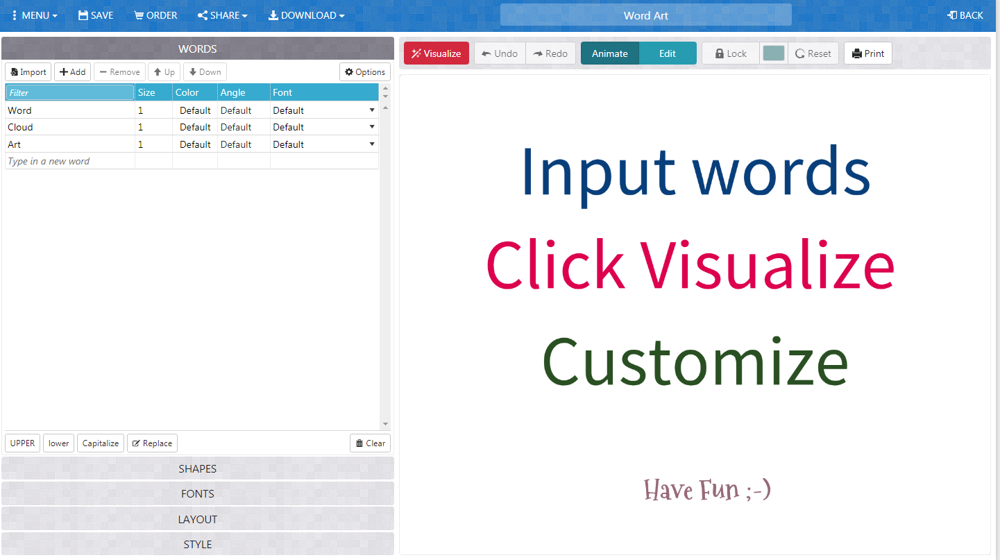 MENU SAVE ORDER SHARE DOWNLOAD Word Art BACK
WORDS
Import Add Remove Up Down Options
Filter Size Color Angle Font
Word 1 Default Default Default
Cloud 1 Default Default Default
Art 1 Default Default Default
Type in a new word
UPPER lower Capitalize Replace Clear
SHAPES
FONTS
LAYOUT
STYLE
Visualize Undo Redo Animate Edit Lock Reset Print
Input words
Click Visualize
Customize
Have Fun ;-)